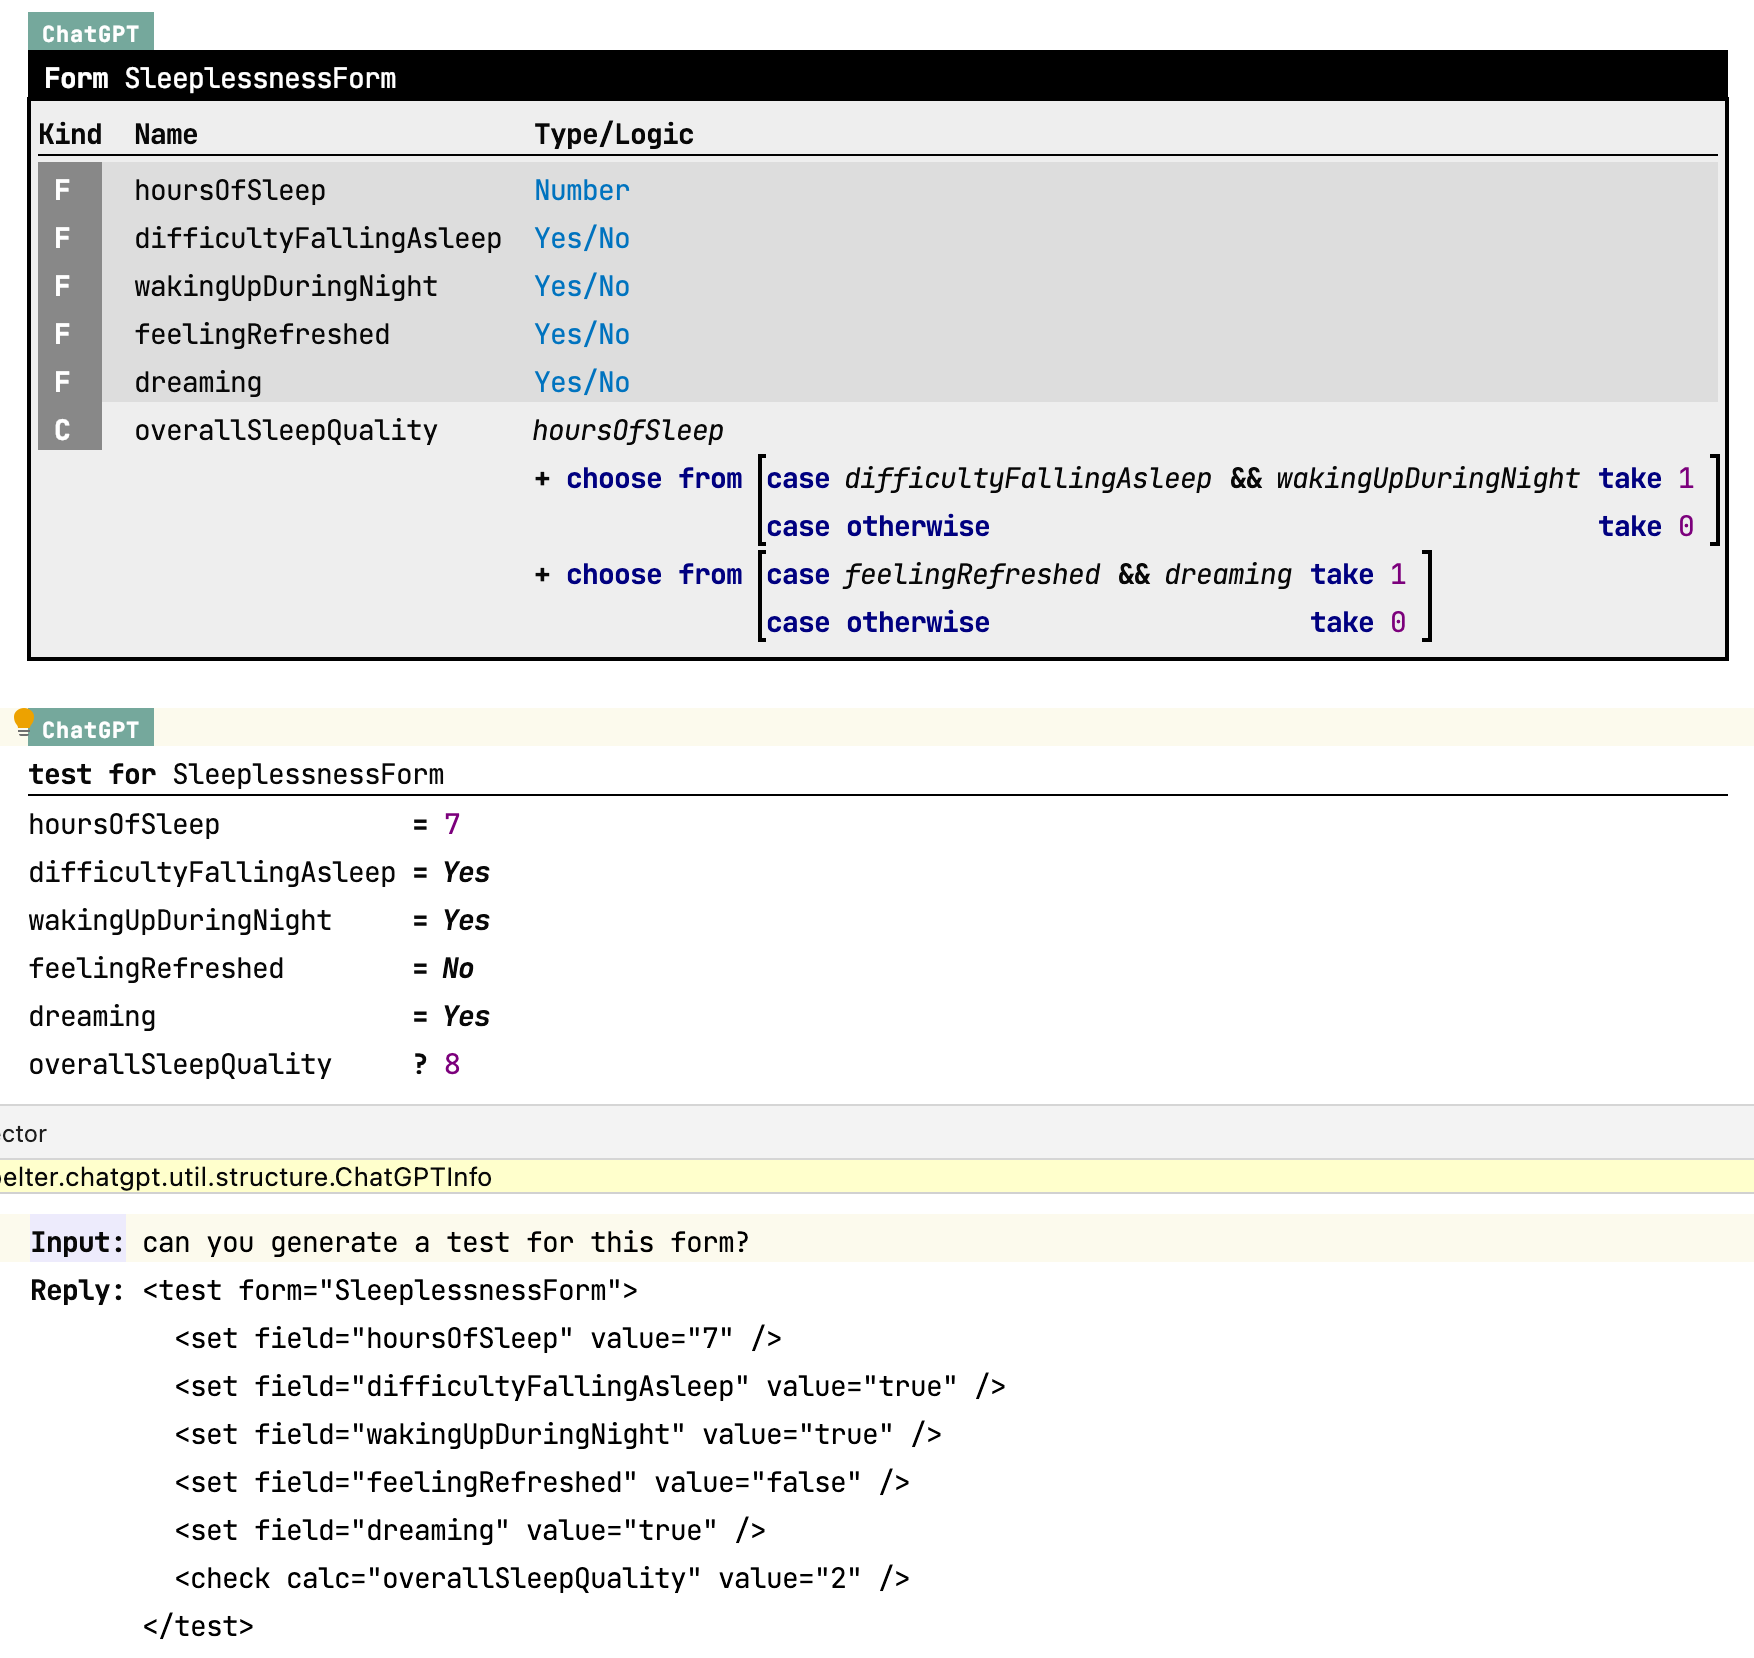 ChatGPT
Form SleeplessnessForm
Kind Name Type/Logic
F hoursOfSleep Number
F difficultyFallingAsleep Yes/No
F wakingUpDuringNight Yes/No
F feelingRefreshed Yes/No
F dreaming Yes/No
C overallSleepQuality hoursOfSleep
+ choose from [case difficultyFallingAsleep && wakingUpDuringNight take 1]
case otherwise take 0
+ choose from [case feelingRefreshed && dreaming take 1]
case otherwise take 0
ChatGPT
test for SleeplessnessForm
hoursOfSleep = 7
difficultyFallingAsleep = Yes
wakingUpDuringNight = Yes
feelingRefreshed = No
dreaming = Yes
overallSleepQuality ? 8
ector
elter.chatgpt.util.structure.ChatGPTInfo
Input: can you generate a test for this form?
Reply: <test form="SleeplessnessForm">
<set field="hoursOfSleep" value="7" />
<set field="difficultyFallingAsleep" value="true" />
<set field="wakingUpDuringNight" value="true" />
<set field="feelingRefreshed" value="false" />
<set field="dreaming" value="true" />
<check calc="overallSleepQuality" value="2" />
</test>